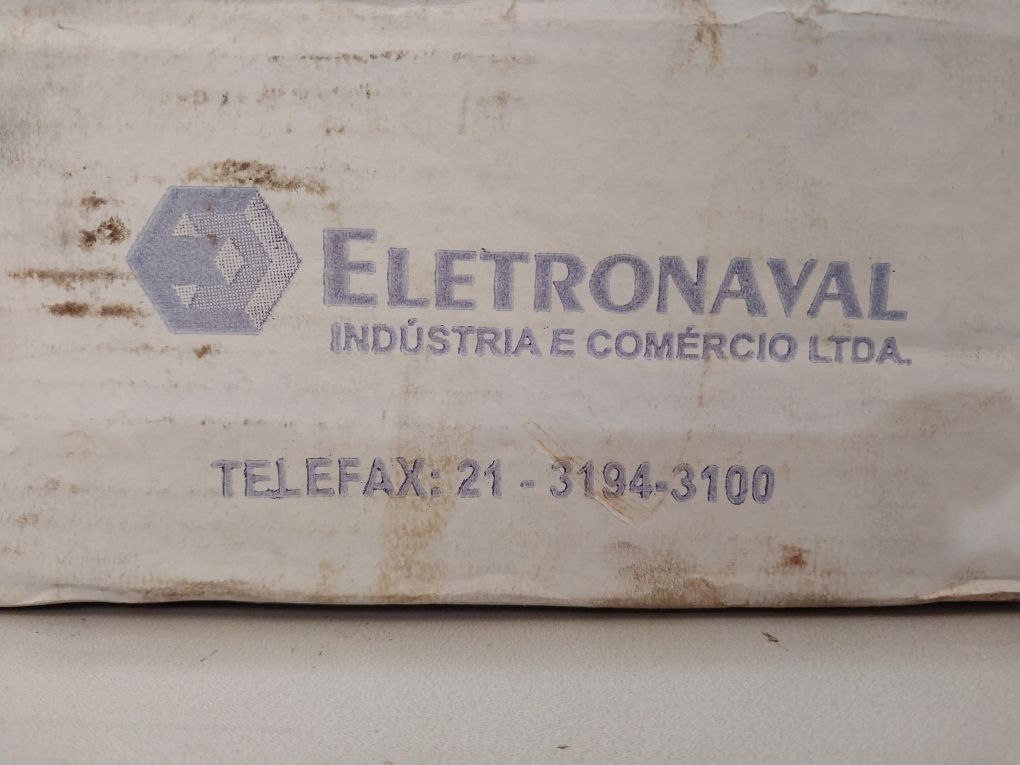 ELETRONAVAL
INDÚSTRIA E COMÉRCIO LTDA.
TELEFAX: 21 - 3194-3100